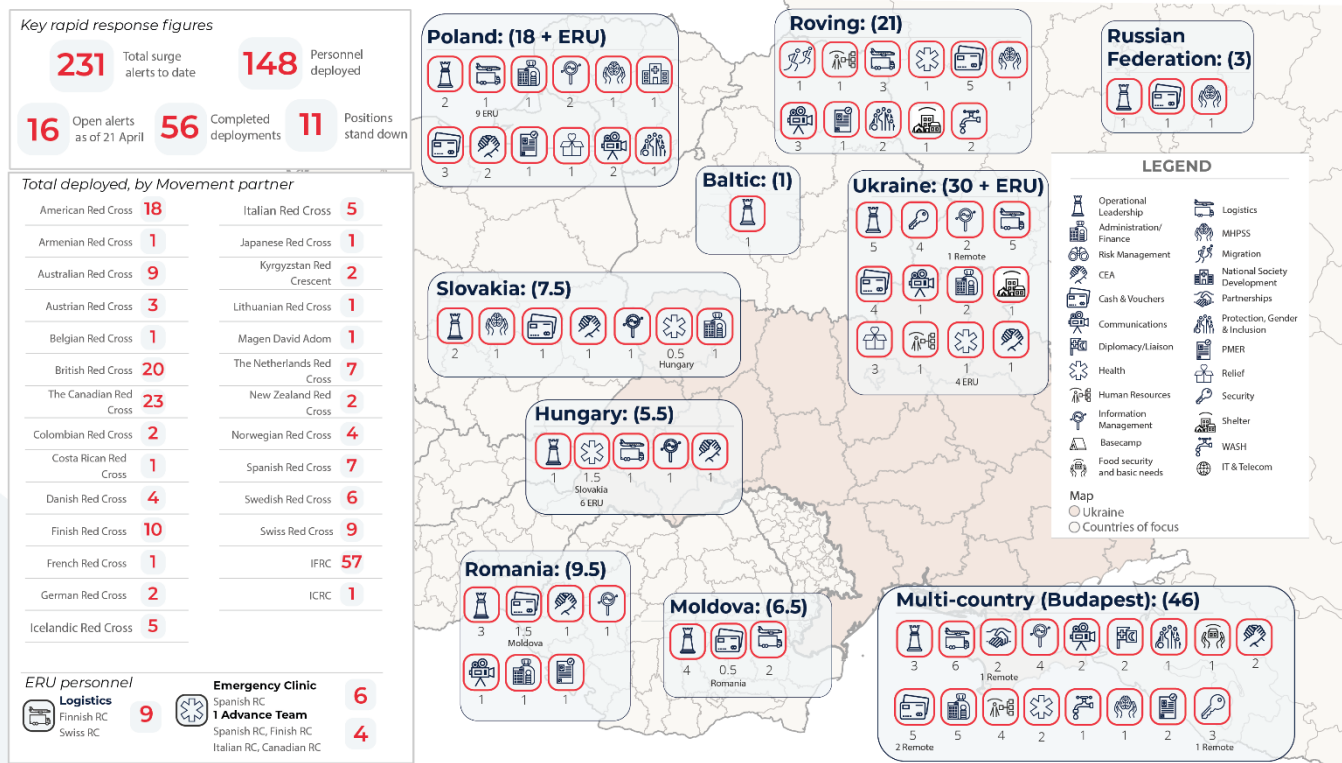 Key rapid response figures
231 Total surge
alerts to date
148 Personnel
deployed
16 Open alerts
as of 21 April
56 Completed
deployments
11 Positions
stand down
Total deployed, by Movement partner
American Red Cross 18
Armenian Red Cross 1
Australian Red Cross 9
Austrian Red Cross 3
Belgian Red Cross 1
British Red Cross 20
The Canadian Red
Cross 23
Colombian Red Cross 2
Costa Rican Red
Cross 1
Danish Red Cross 4
Finish Red Cross 10
French Red Cross 1
German Red Cross 2
Icelandic Red Cross 5
Italian Red Cross 5
Japanese Red Cross 1
Kyrgyzstan Red
Crescent 2
Lithuanian Red Cross 1
Magen David Adom 1
The Netherlands Red
Cross 7
New Zealand Red
Cross 2
Norwegian Red Cross 4
Spanish Red Cross 7
Swedish Red Cross 6
Swiss Red Cross 9
IFRC 57
ICRC 1
ERU personnel
Logistics
Finnish RC
Swiss RC
9
Emergency Clinic
Spanish RC
6
1 Advance Team
Spanish RC, Finish RC
Italian RC, Canadian RC
4
Poland: (18 + ERU)
2 1 1 2 1 1
9 ERU
3 2 1 1 2 1
Roving: (21)
1 1 3 1 5 1
3 1 2 1 2
Russian
Federation: (3)
1 1 1
Baltic: (1)
1
Ukraine: (30 + ERU)
5 4 2 5
1 Remote
4 1 2 1
3 1 1 1
4 ERU
Slovakia: (7.5)
2 1 1 1 1 0.5 1
Hungary
Hungary: (5.5)
1 1.5 1 1 1
Slovakia
6 ERU
Romania: (9.5)
3 1.5 1 1
Moldova
1 1 1
Moldova: (6.5)
4 0.5 2
Romania
Multi-country (Budapest): (46)
3 6 2 4 2 2 1 1 2
1 Remote
5 5 4 2 1 1 2 3
2 Remote 1 Remote
LEGEND
Operational
Leadership
Administration/
Finance
Risk Management
CEA
Cash & Vouchers
Communications
Diplomacy/Liaison
Health
Human Resources
Information
Management
Basecamp
Food security
and basic needs
Logistics
MHPSS
Migration
National Society
Development
Partnerships
Protection, Gender
& Inclusion
PMER
Relief
Security
Shelter
WASH
IT & Telecom
Map
Ukraine
Countries of focus